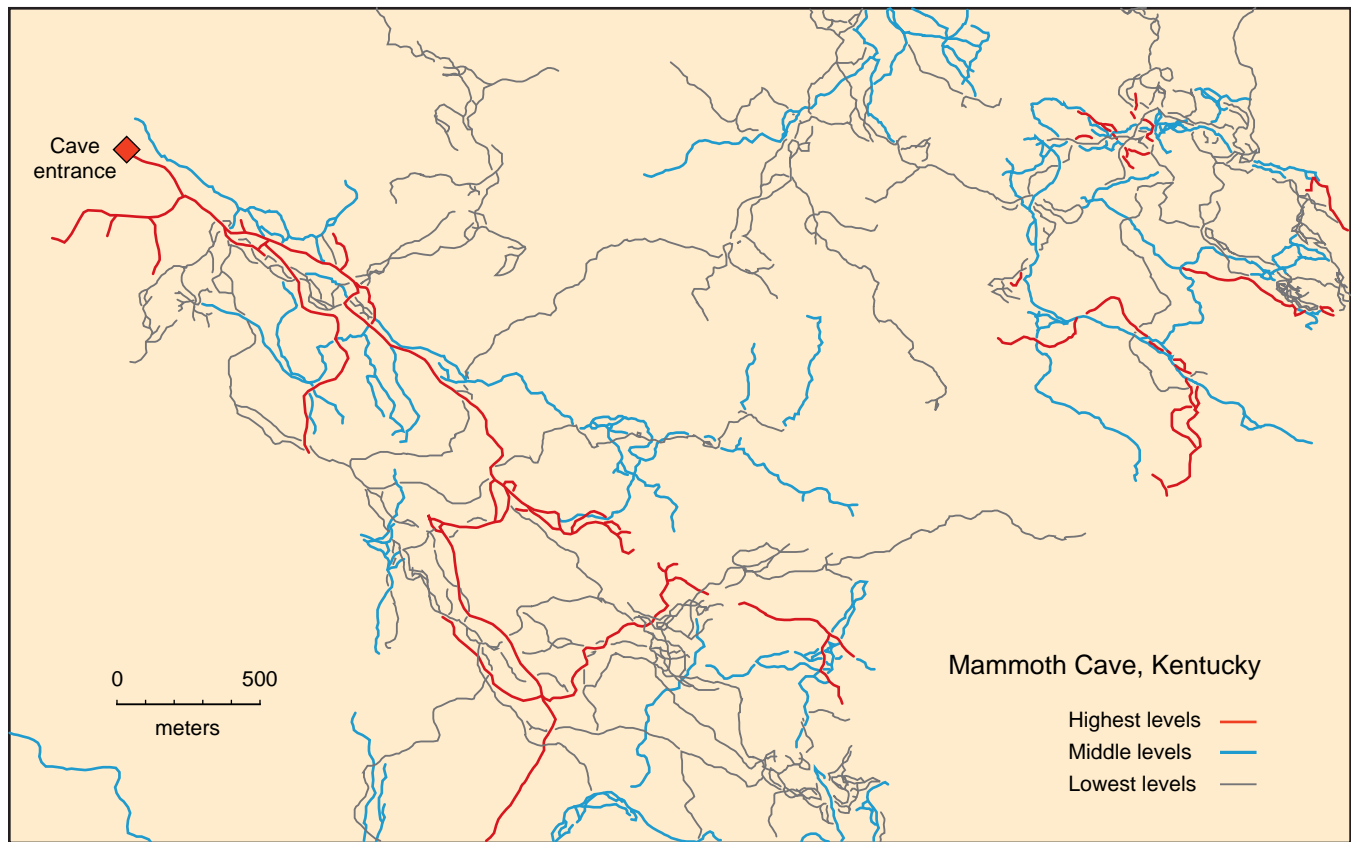 Cave
entrance
0 500
meters
Mammoth Cave, Kentucky
Highest levels
Middle levels
Lowest levels